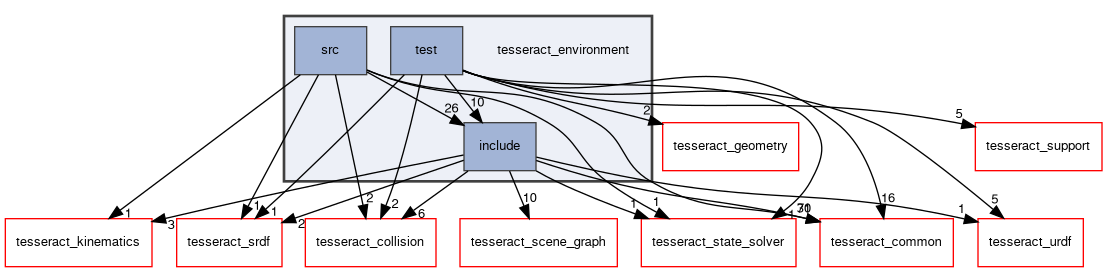 src
test
tesseract_environment
26
10
2
5
include
tesseract_geometry
tesseract_support
1
3
1
1
2
2
2
6
10
1
1
1
16
1
5
tesseract_kinematics
tesseract_srdf
tesseract_collision
tesseract_scene_graph
tesseract_state_solver
tesseract_common
tesseract_urdf